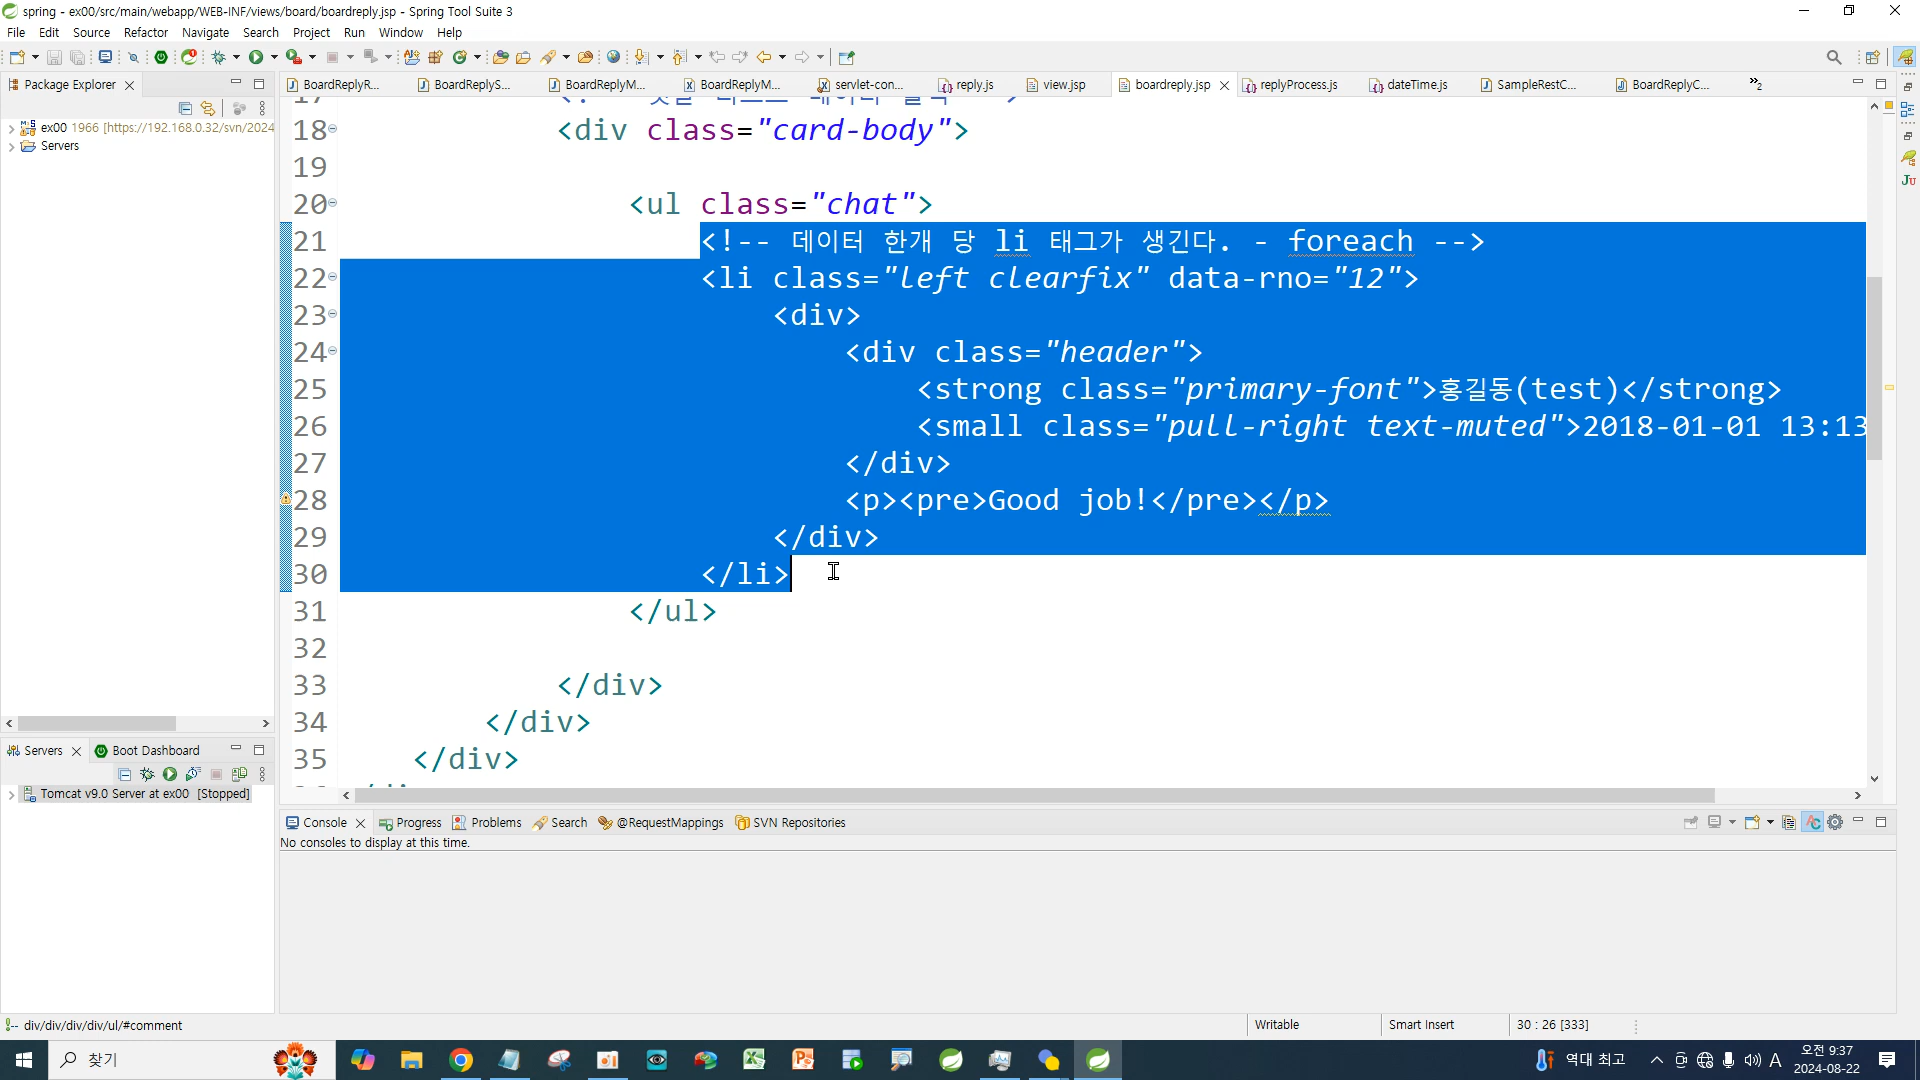 spring - ex00/src/main/webapp/WEB-INF/views/board/boardreply.jsp - Spring Tool Suite 3
File Edit Source Refactor Navigate Search Project Run Window Help
Package Explorer
BoardReplyR... BoardReplyS... BoardReplyM... BoardReplyM... servlet-con... reply.js view.jsp boardreply.jsp replyProcess.js dateTime.js SampleRestC... BoardReplyC... »2
ex00 1966 [https://192.168.0.32/svn/2024
Servers
18 <div class="card-body">
19
20 <ul class="chat">
21 <!-- 데이터 한개 당 li 태그가 생긴다. - foreach -->
22 <li class="left clearfix" data-rno="12">
23 <div>
24 <div class="header">
25 <strong class="primary-font">홍길동(test)</strong>
26 <small class="pull-right text-muted">2018-01-01 13:13
27 </div>
28 <p><pre>Good job!</pre></p>
29 </div>
30 </li>
31 </ul>
32
33 </div>
34 </div>
35 </div>
Servers Boot Dashboard
Tomcat v9.0 Server at ex00 [Stopped]
Console Progress Problems Search @RequestMappings SVN Repositories
No consoles to display at this time.
div/div/div/div/ul/#comment
Writable Smart Insert 30 : 26 [333]
찾기
역대 최고
A
오전 9:37
2024-08-22